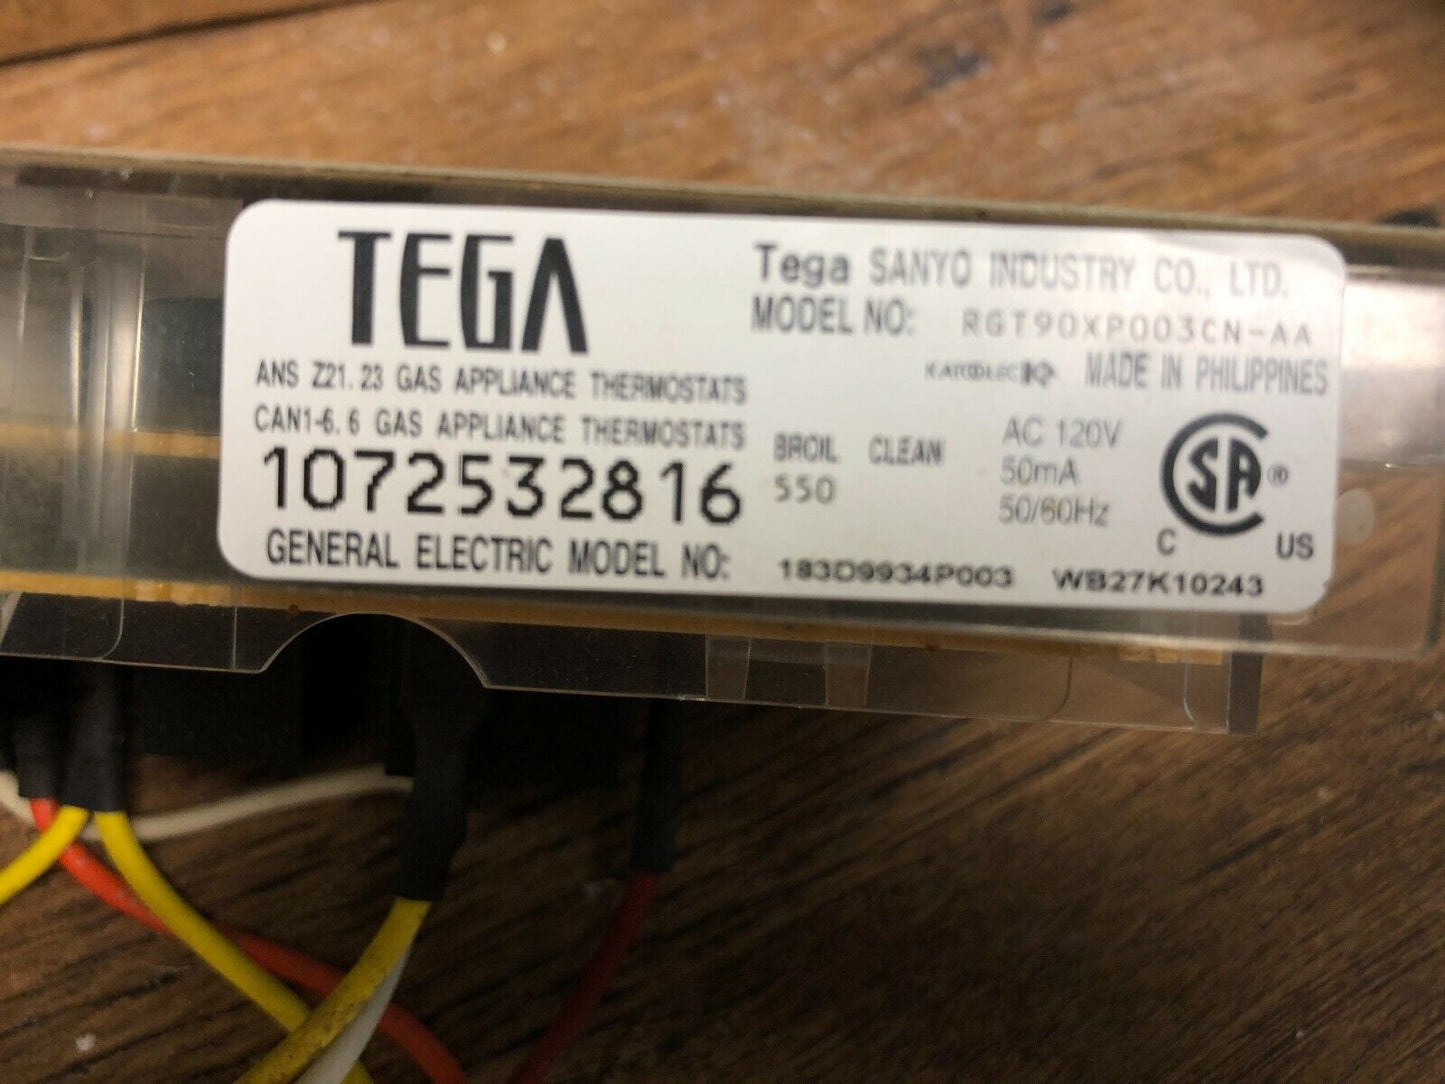 TEGA
Tega SANYO INDUSTRY CO., LTD.
MODEL NO: RGT90XP003CN-AA
MADE IN PHILIPPINES
ANS Z21.23 GAS APPLIANCE THERMOSTATS
CAN1-6.6 GAS APPLIANCE THERMOSTATS
1072532816
BROIL CLEAN
550
AC 120V
50mA
50/60Hz
CSA®
C US
GENERAL ELECTRIC MODEL NO: 183D9934P003 WB27K10243